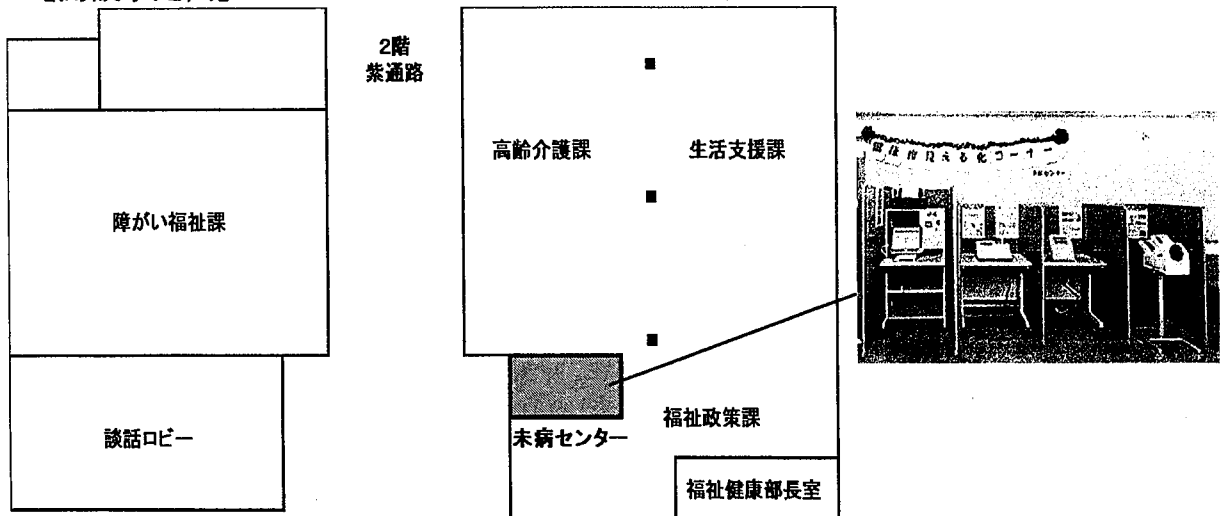 2階
紫通路
高齢介護課
生活支援課
障がい福祉課
談話ロビー
未病センター
福祉政策課
福祉健康部長室